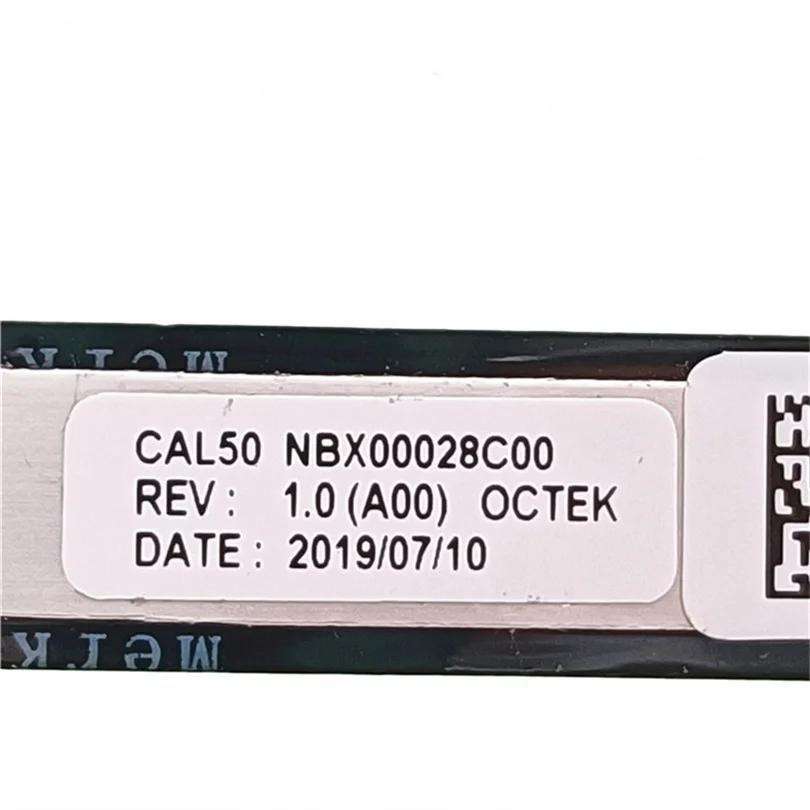 CAL50 NBX00028C00
REV : 1.0 (A00) OCTEK
DATE : 2019/07/10